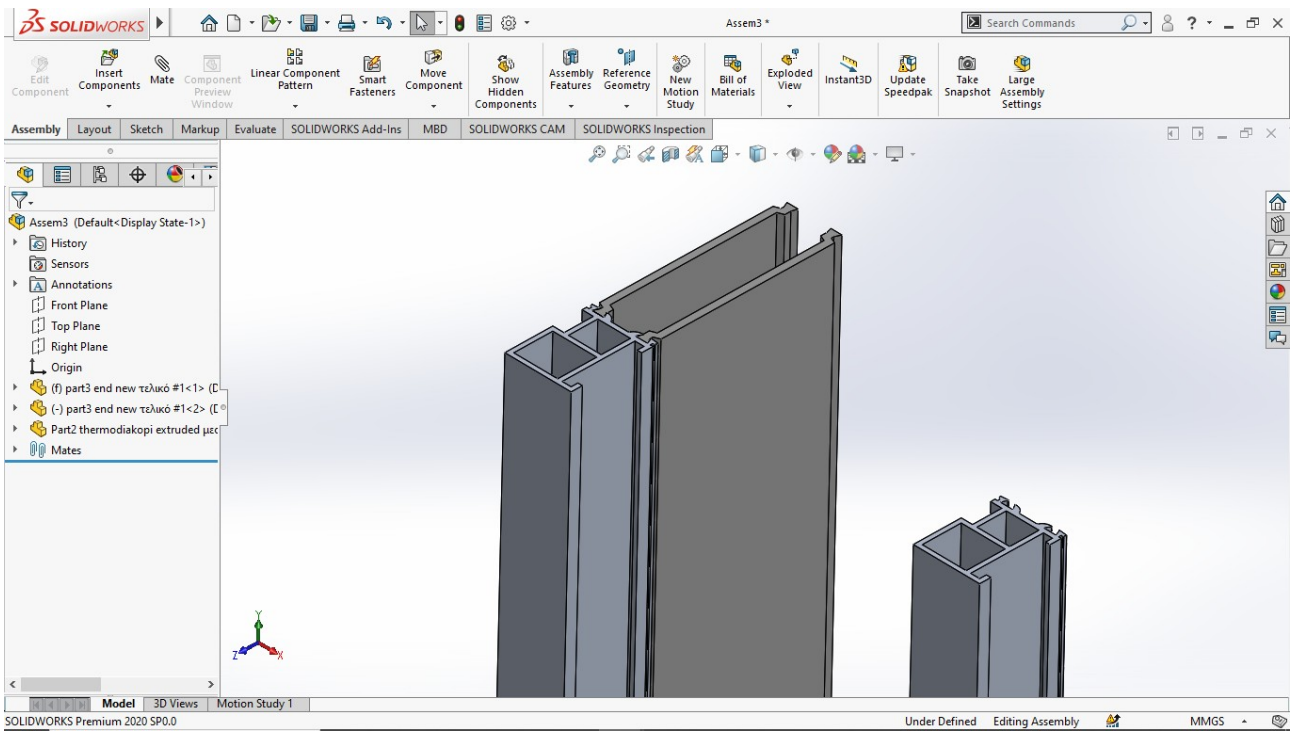 SOLIDWORKS
Assem3 *
Search Commands
Edit Component
Insert Components
Mate
Component Preview Window
Linear Component Pattern
Smart Fasteners
Move Component
Show Hidden Components
Assembly Features
Reference Geometry
New Motion Study
Bill of Materials
Exploded View
Instant3D
Update Speedpak
Take Snapshot
Large Assembly Settings
Assembly Layout Sketch Markup Evaluate SOLIDWORKS Add-Ins MBD SOLIDWORKS CAM SOLIDWORKS Inspection
Assem3 (Default<Display State-1>)
History
Sensors
A Annotations
Front Plane
Top Plane
Right Plane
Origin
(f) part3 end new τελικό #1<1> (D
(-) part3 end new τελικό #1<2> (D
Part2 thermodiakopi extruded μες
Mates
Y
Z X
Model 3D Views Motion Study 1
SOLIDWORKS Premium 2020 SP0.0
Under Defined Editing Assembly MMGS